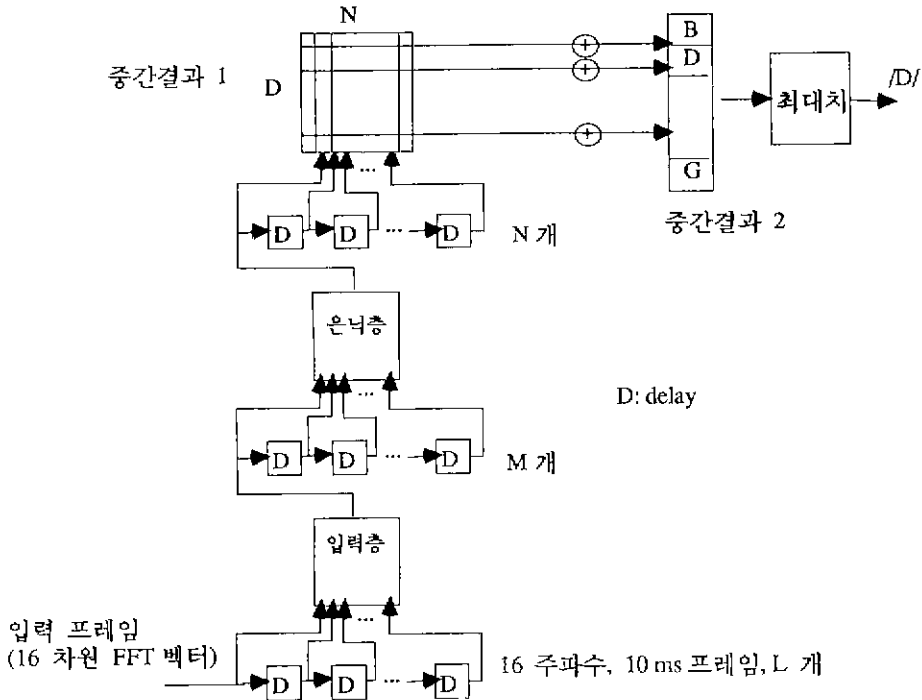 N
중간결과 1
D
B
D
G
최대치
/D/
중간결과 2
D
D
D
N 개
은닉층
D: delay
D
D
D
M 개
입력층
입력 프레임
(16 차원 FFT 벡터)
D
D
D
16 주파수, 10 ms 프레임, L 개